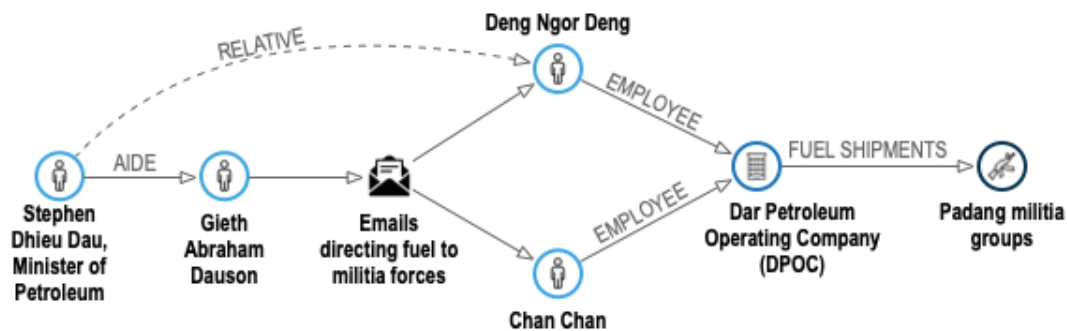 Deng Ngor Deng
RELATIVE
EMPLOYEE
AIDE
FUEL SHIPMENTS
Stephen
Dhieu Dau,
Minister of
Petroleum
Gieth
Abraham
Dauson
Emails
directing fuel to
militia forces
EMPLOYEE
Dar Petroleum
Operating Company
(DPOC)
Padang militia
groups
Chan Chan